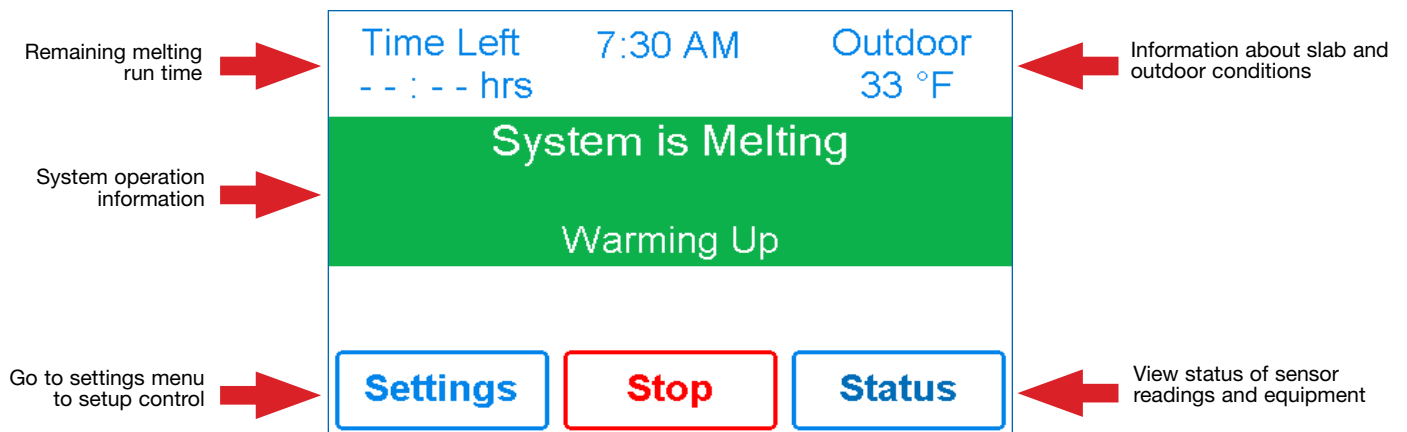 Remaining melting
run time
Time Left
- - : - - hrs
7:30 AM
Outdoor
33 °F
Information about slab and
outdoor conditions
System operation
information
System is Melting
Warming Up
Go to settings menu
to setup control
Settings
Stop
Status
View status of sensor
readings and equipment